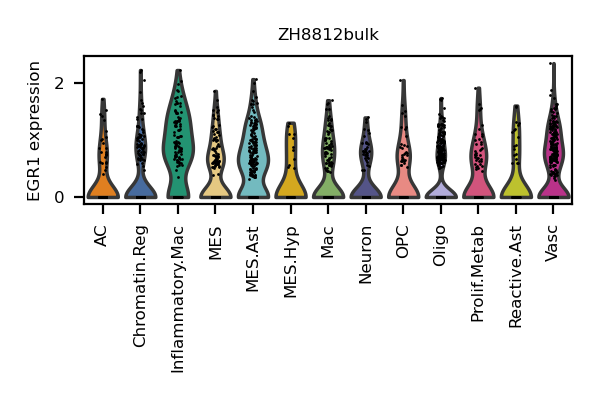 ZH8812bulk
EGR1 expression
2
0
AC
Chromatin.Reg
Inflammatory.Mac
MES
MES.Ast
MES.Hyp
Mac
Neuron
OPC
Oligo
Prolif.Metab
Reactive.Ast
Vasc